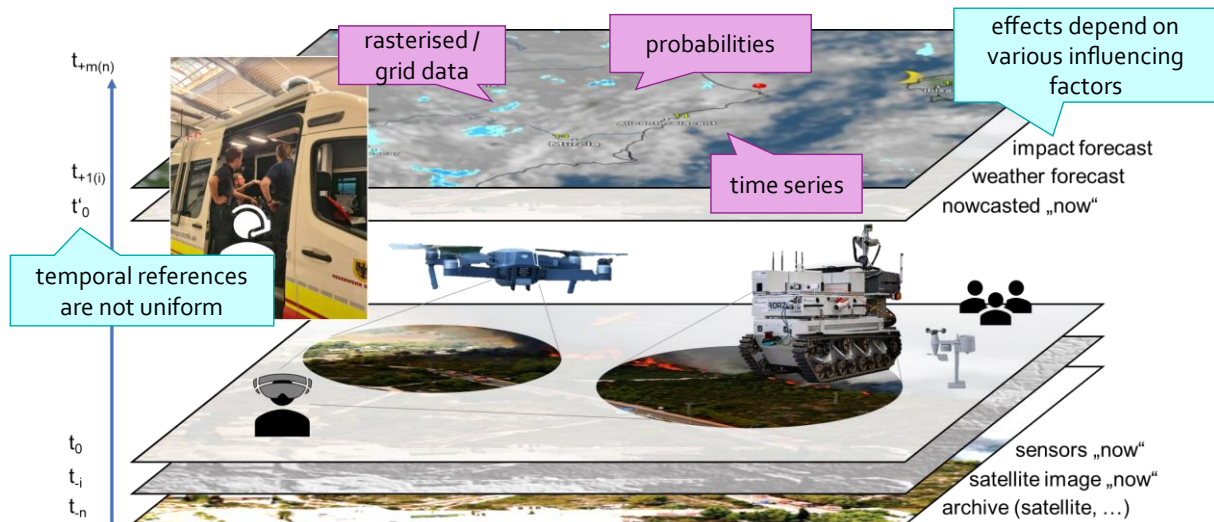 rasterised /
grid data
probabilities
effects depend on
various influencing
factors
t+m(n)
t+1(i)
t‘0
impact forecast
weather forecast
nowcasted „now“
time series
temporal references
are not uniform
t0
t-i
t-n
sensors „now“
satellite image „now“
archive (satellite, …)